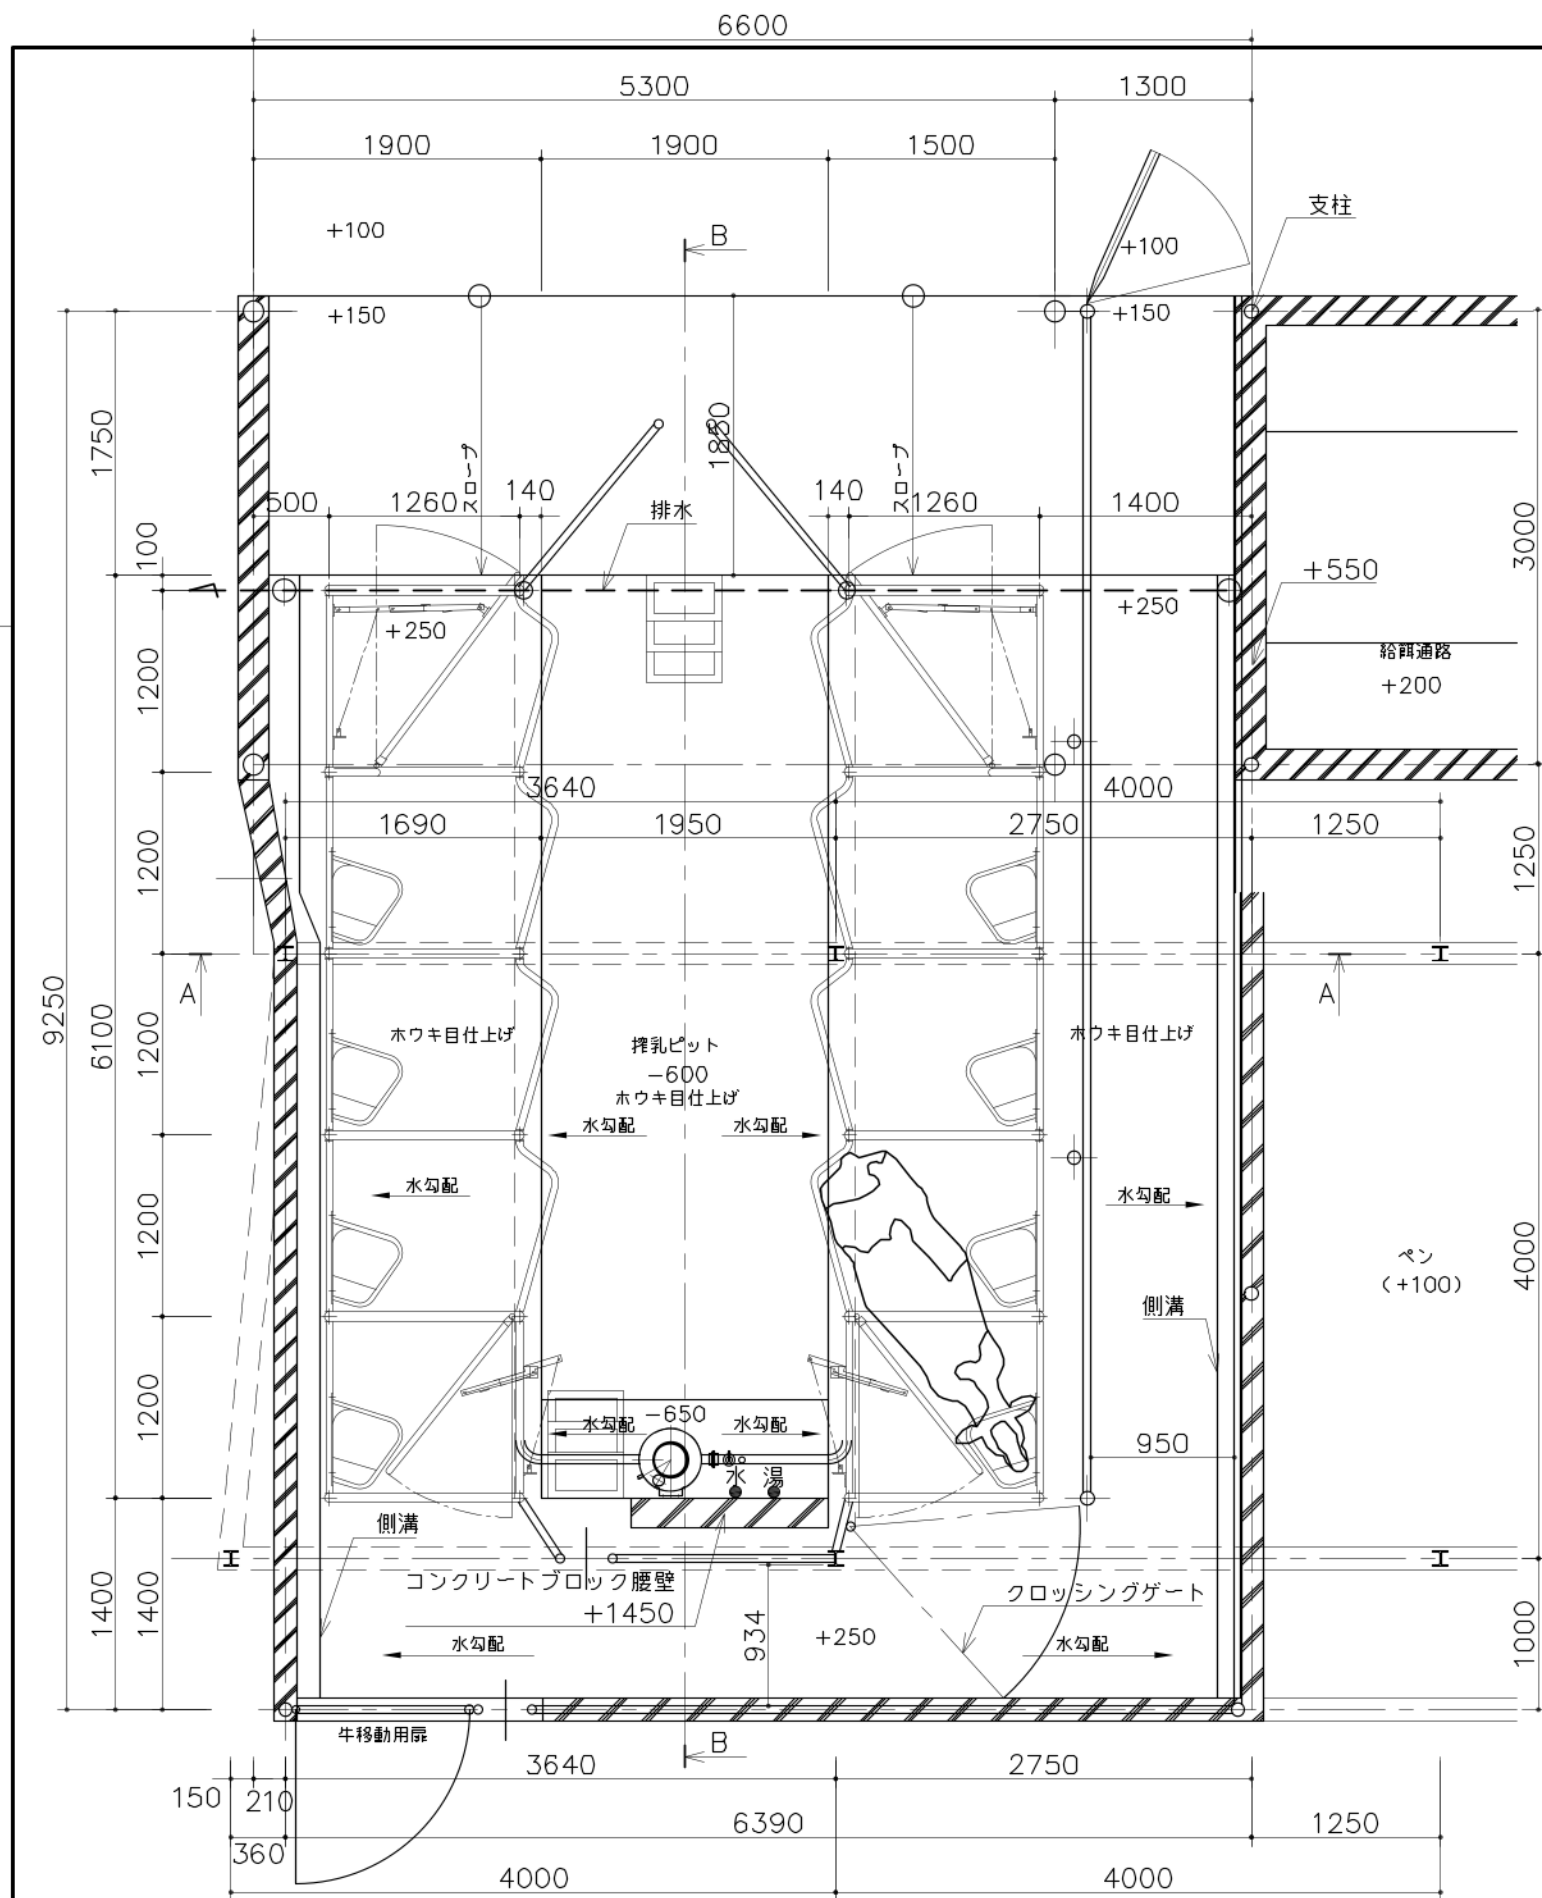 6600
5300
1300
1900
1900
1500
支柱
+100
B
+100
+150
+150
1750
1850
スロープ
スロープ
500
1260
140
排水
140
1260
1400
3000
100
+550
+250
+250
給餌通路
+200
1200
3640
4000
1690
1950
2750
1250
1200
1250
A
A
9250
6100
1200
ホウキ目仕上げ
搾乳ピット
-600
ホウキ目仕上げ
ホウキ目仕上げ
水勾配
水勾配
水勾配
水勾配
1200
ペン
(+100)
4000
側溝
1200
水勾配
-650
水勾配
950
水 湯
側溝
コンクリートブロック腰壁
+1450
クロッシングゲート
1400
1400
934
+250
1000
水勾配
水勾配
牛移動用扉
B
3640
2750
150
210
6390
1250
360
4000
4000